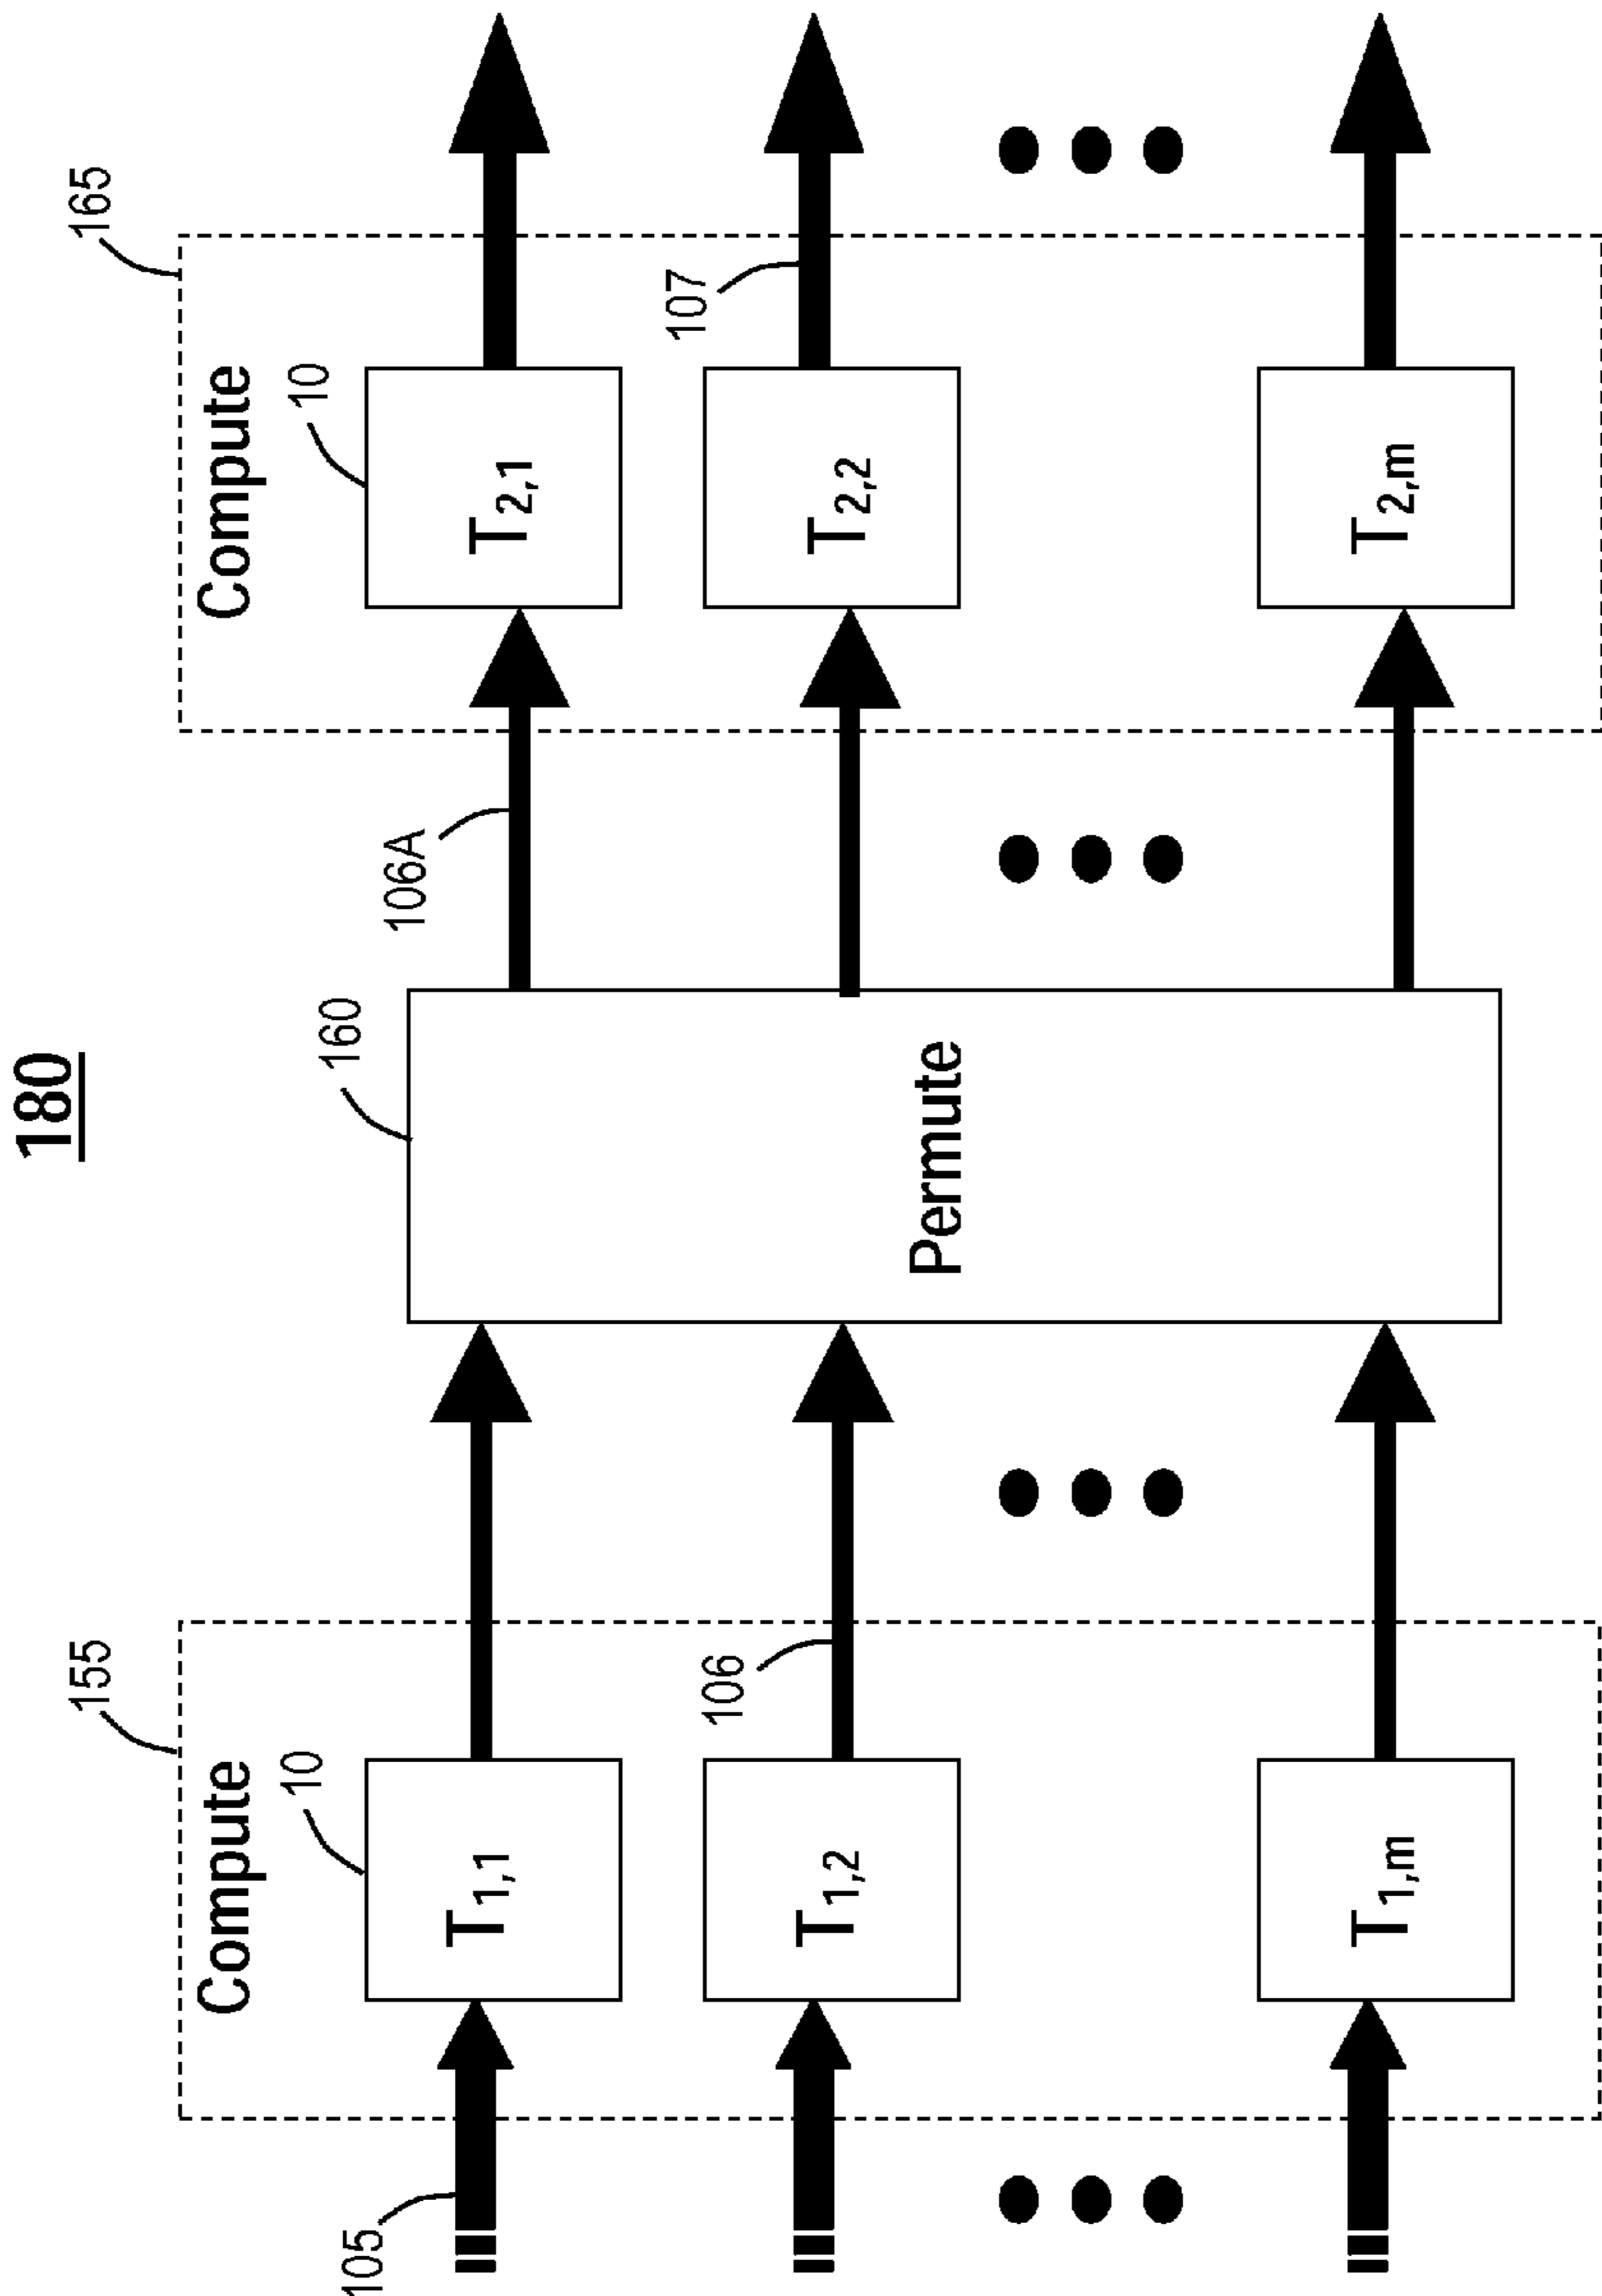 180
155
160
165
Compute
Compute
10
10
105
106A
T1,1
T2,1
106
107
T1,2
Permute
T2,2
T1,m
T2,m